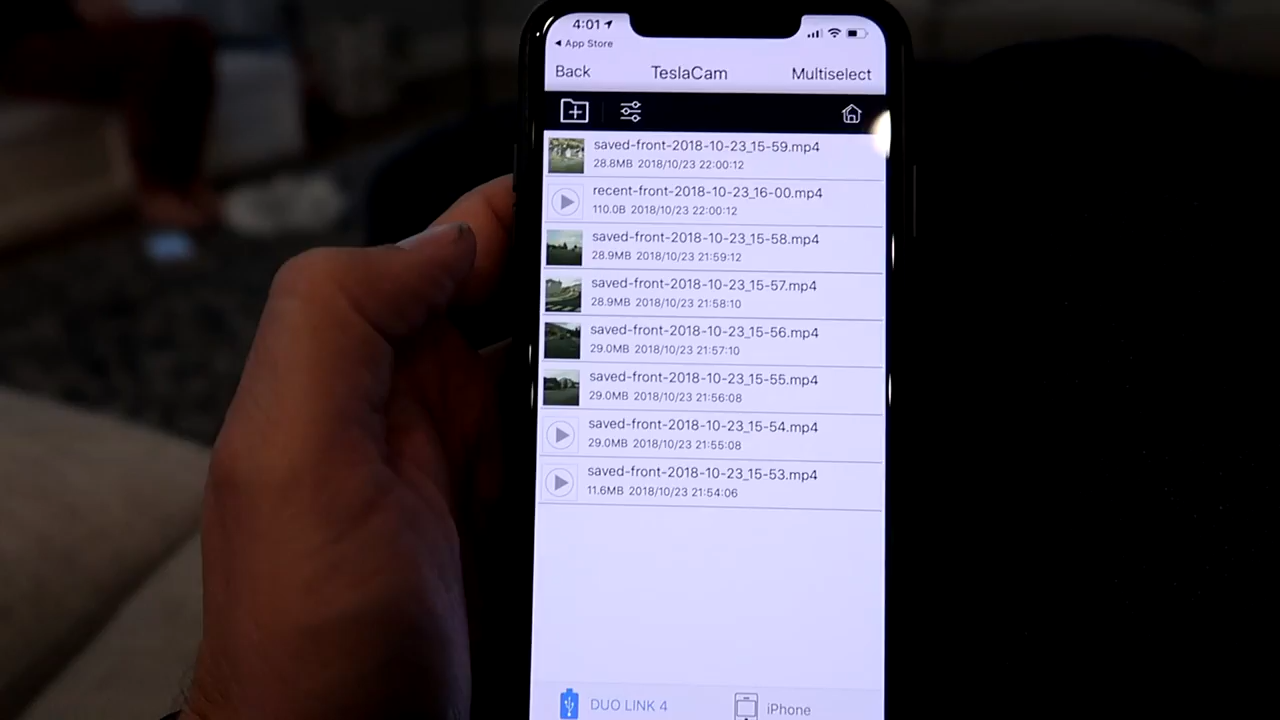 4:01
App Store
Back TeslaCam Multiselect
saved-front-2018-10-23_15-59.mp4
28.8MB 2018/10/23 22:00:12
recent-front-2018-10-23_16-00.mp4
110.0B 2018/10/23 22:00:12
saved-front-2018-10-23_15-58.mp4
28.9MB 2018/10/23 21:59:12
saved-front-2018-10-23_15-57.mp4
28.9MB 2018/10/23 21:58:10
saved-front-2018-10-23_15-56.mp4
29.0MB 2018/10/23 21:57:10
saved-front-2018-10-23_15-55.mp4
29.0MB 2018/10/23 21:56:08
saved-front-2018-10-23_15-54.mp4
29.0MB 2018/10/23 21:55:08
saved-front-2018-10-23_15-53.mp4
11.6MB 2018/10/23 21:54:06
DUO LINK 4 iPhone